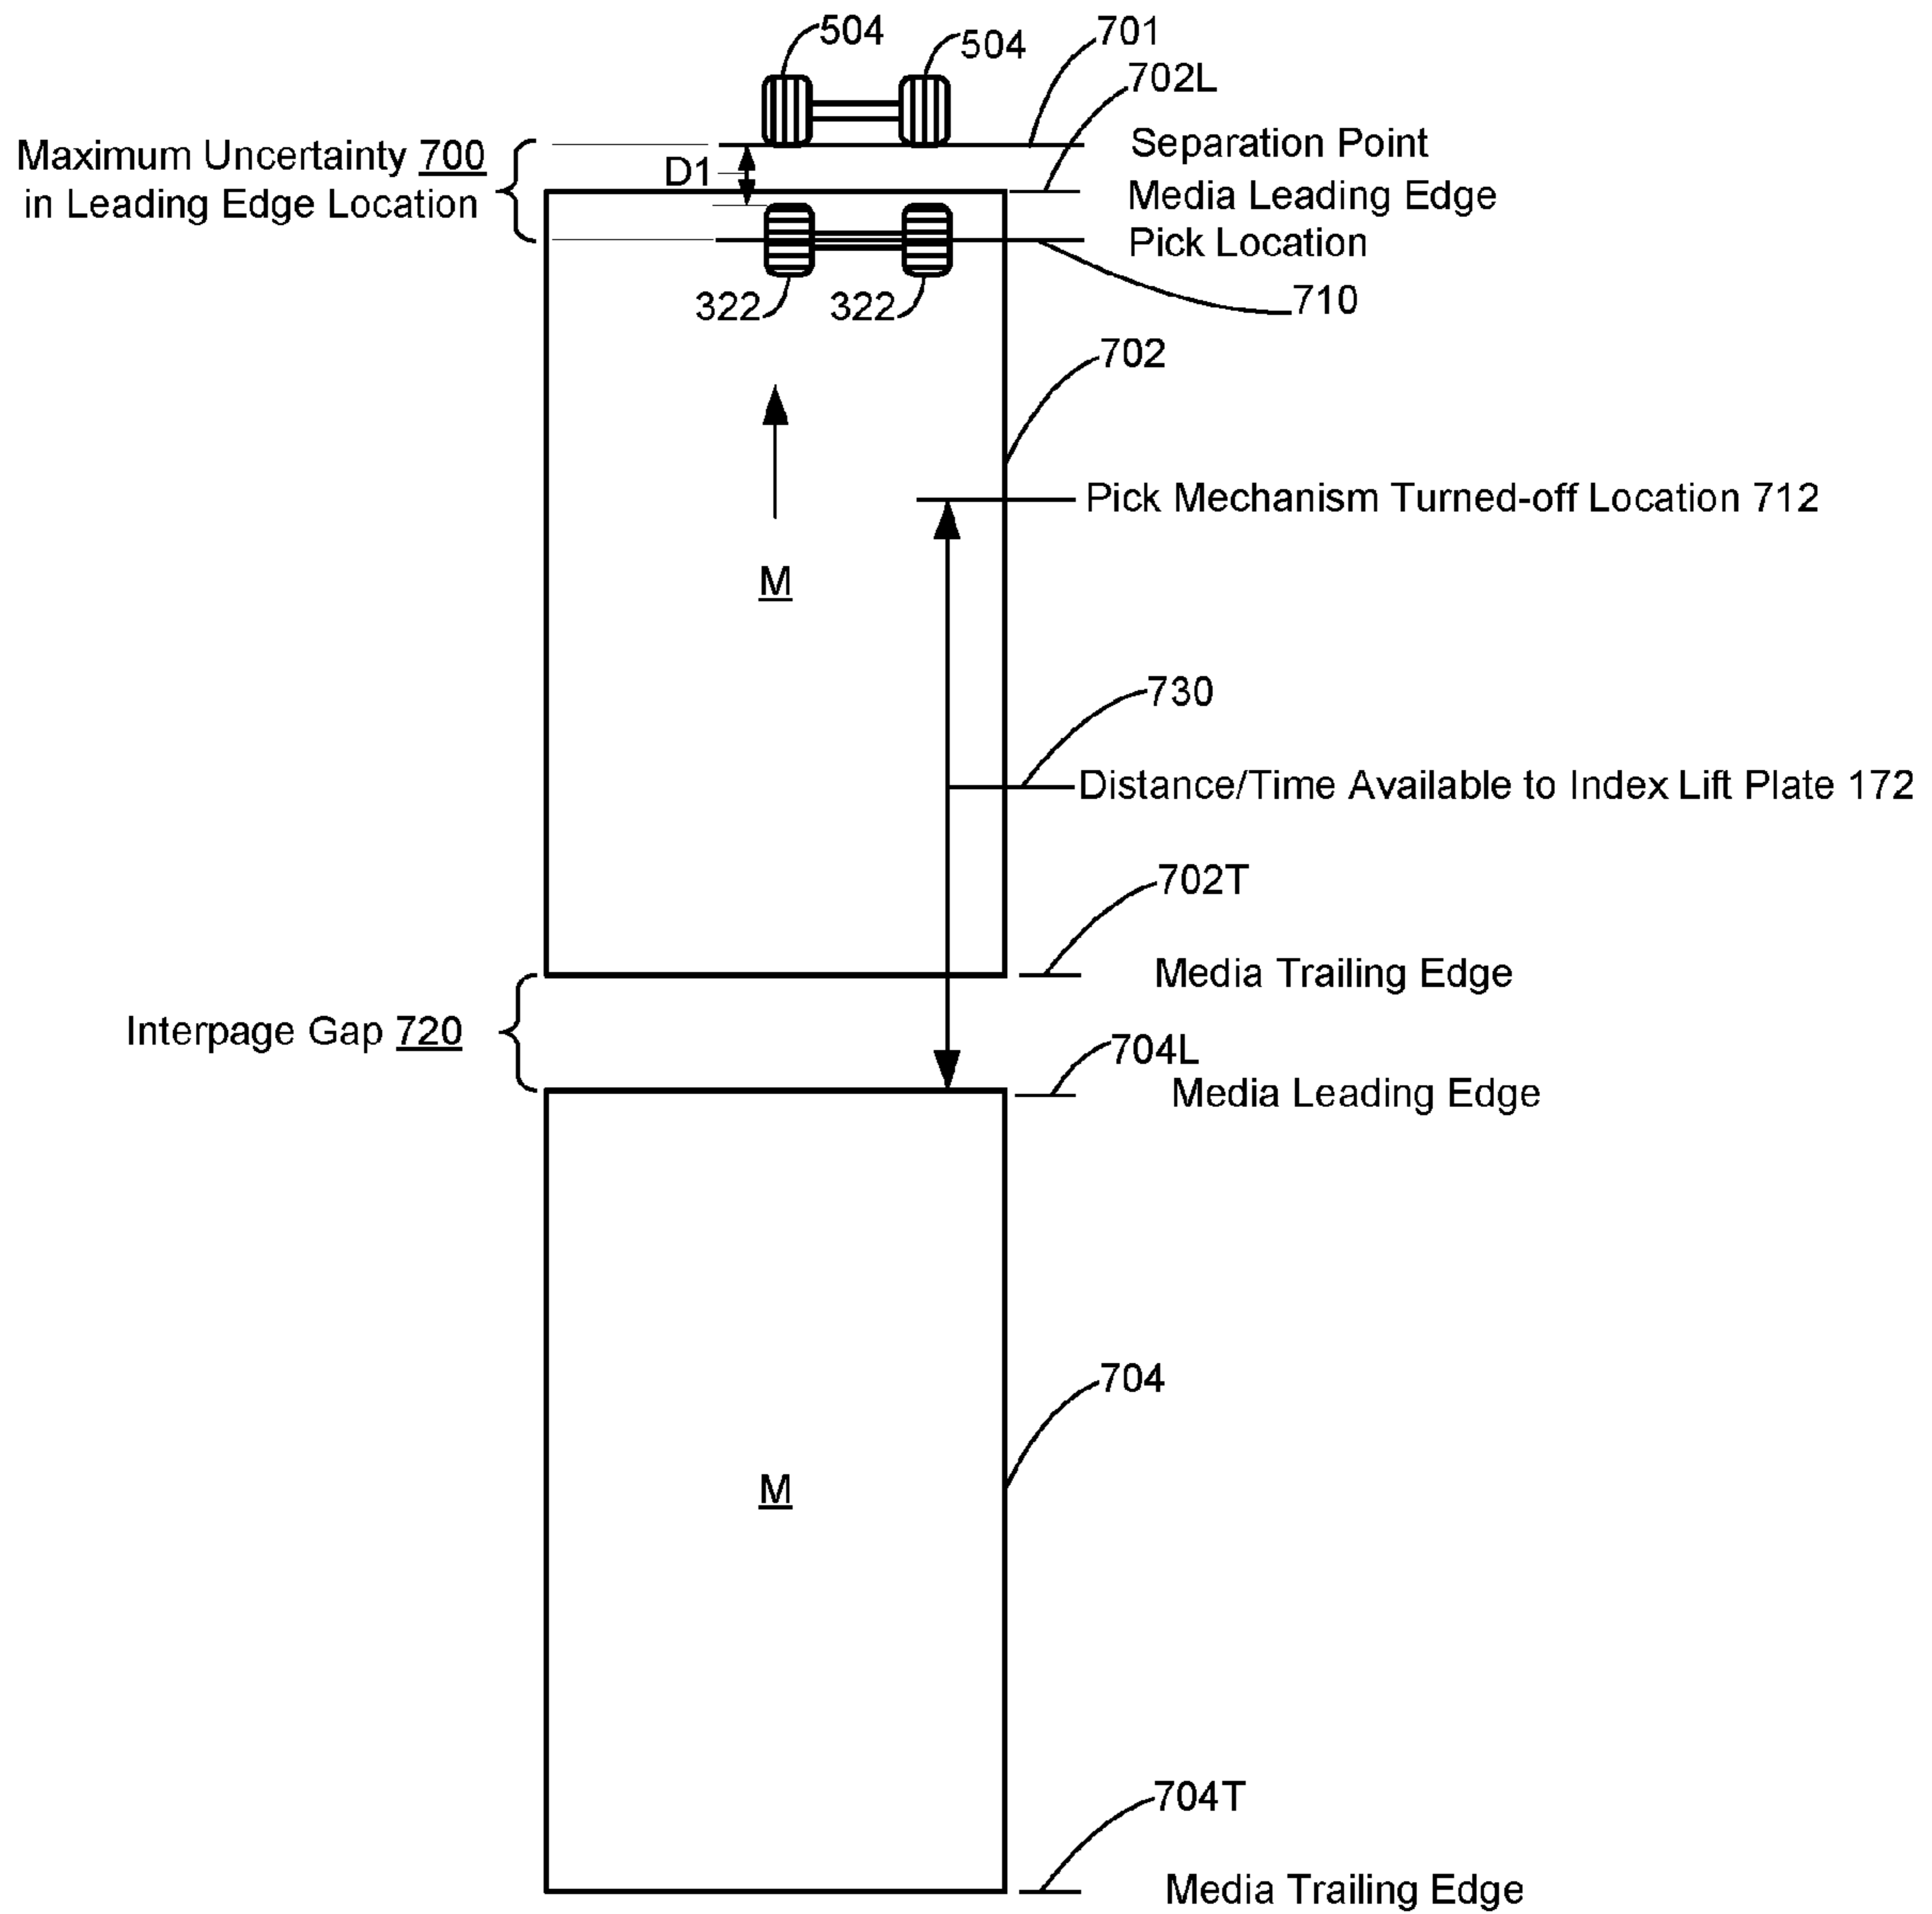 504
504
701
702L
Maximum Uncertainty 700
in Leading Edge Location
Separation Point
D1
Media Leading Edge
Pick Location
322
322
710
702
Pick Mechanism Turned-off Location 712
M
730
Distance/Time Available to Index Lift Plate 172
702T
Media Trailing Edge
Interpage Gap 720
704L
Media Leading Edge
704
M
704T
Media Trailing Edge